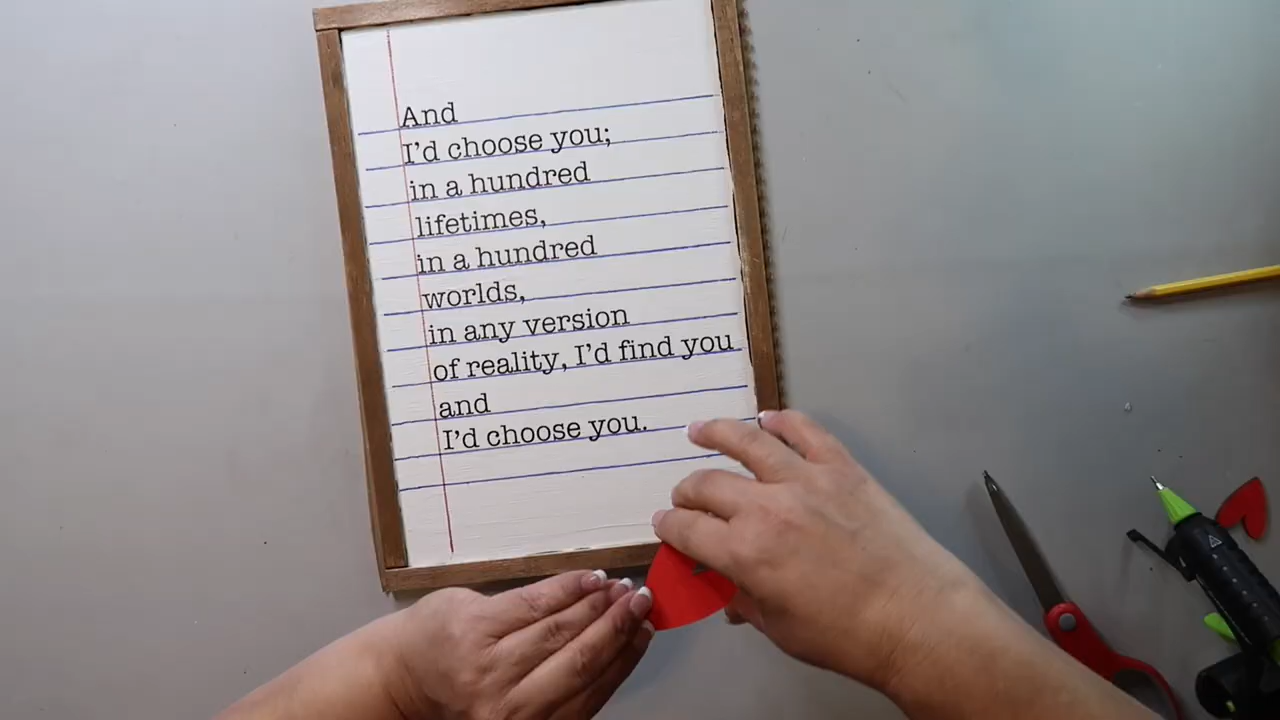 And
I'd choose you;
in a hundred
lifetimes,
in a hundred
worlds,
in any version
of reality, I'd find you
and
I'd choose you.